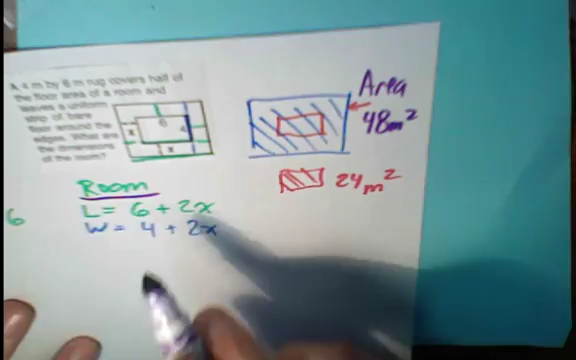 A 4 m by 6 m rug covers half of
the floor area of a room and
leaves a uniform
strip of bare
floor around the
edges. What are
the dimensions
of the room?
x
6
4
x
Area
48m²
24m²
Room
L = 6 + 2x
W = 4 + 2x
6